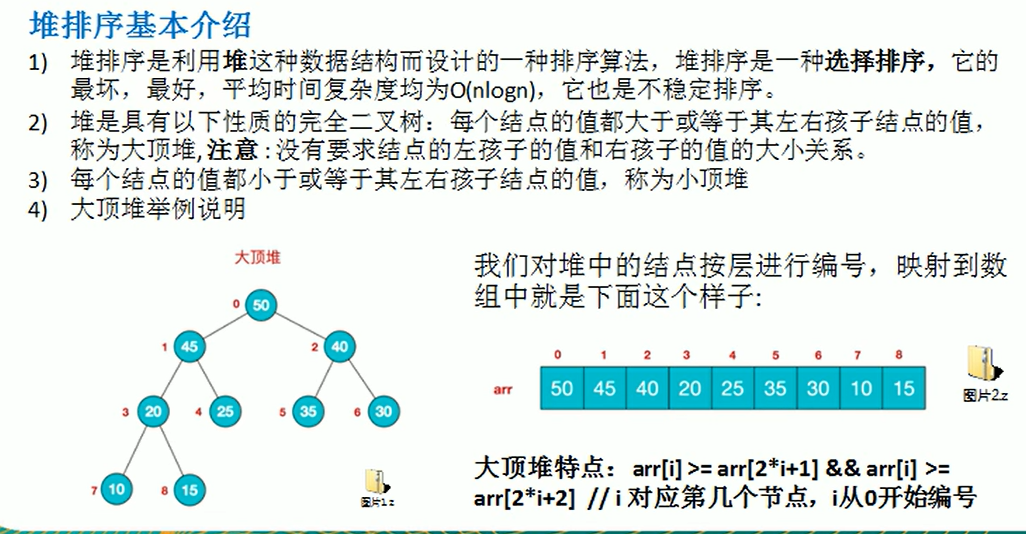 堆排序基本介绍
1) 堆排序是利用堆这种数据结构而设计的一种排序算法，堆排序是一种选择排序，它的
最坏，最好，平均时间复杂度均为O(nlogn)，它也是不稳定排序。
2) 堆是具有以下性质的完全二叉树：每个结点的值都大于或等于其左右孩子结点的值，
称为大顶堆, 注意 : 没有要求结点的左孩子的值和右孩子的值的大小关系。
3) 每个结点的值都小于或等于其左右孩子结点的值，称为小顶堆
4) 大顶堆举例说明
大顶堆
0 50
1 45 2 40
3 20 4 25 5 35 6 30
7 10 8 15
图片1.z
我们对堆中的结点按层进行编号，映射到数
组中就是下面这个样子:
0 1 2 3 4 5 6 7 8
arr 50 45 40 20 25 35 30 10 15
图片2.z
大顶堆特点：arr[i] >= arr[2*i+1] && arr[i] >=
arr[2*i+2] // i 对应第几个节点，i从0开始编号